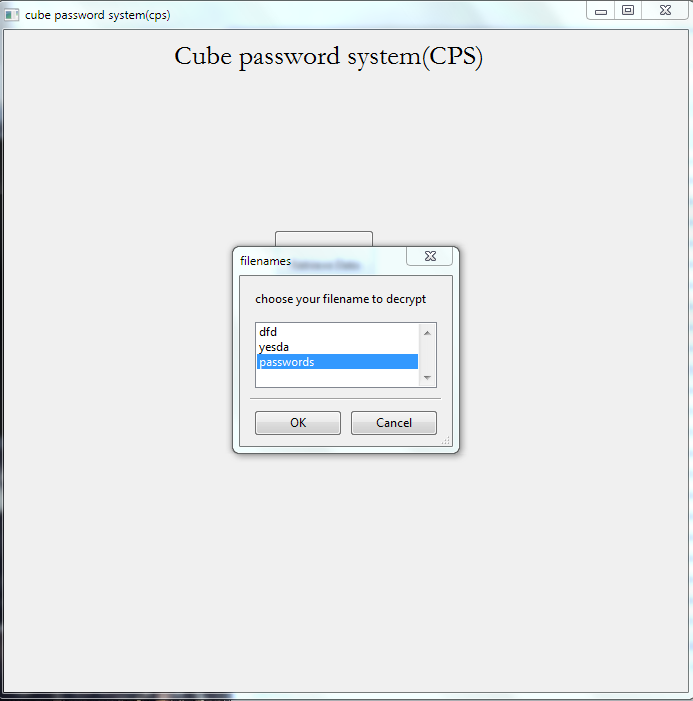 cube password system(cps)
Cube password system(CPS)
filenames
choose your filename to decrypt
dfd
yesda
passwords
OK
Cancel